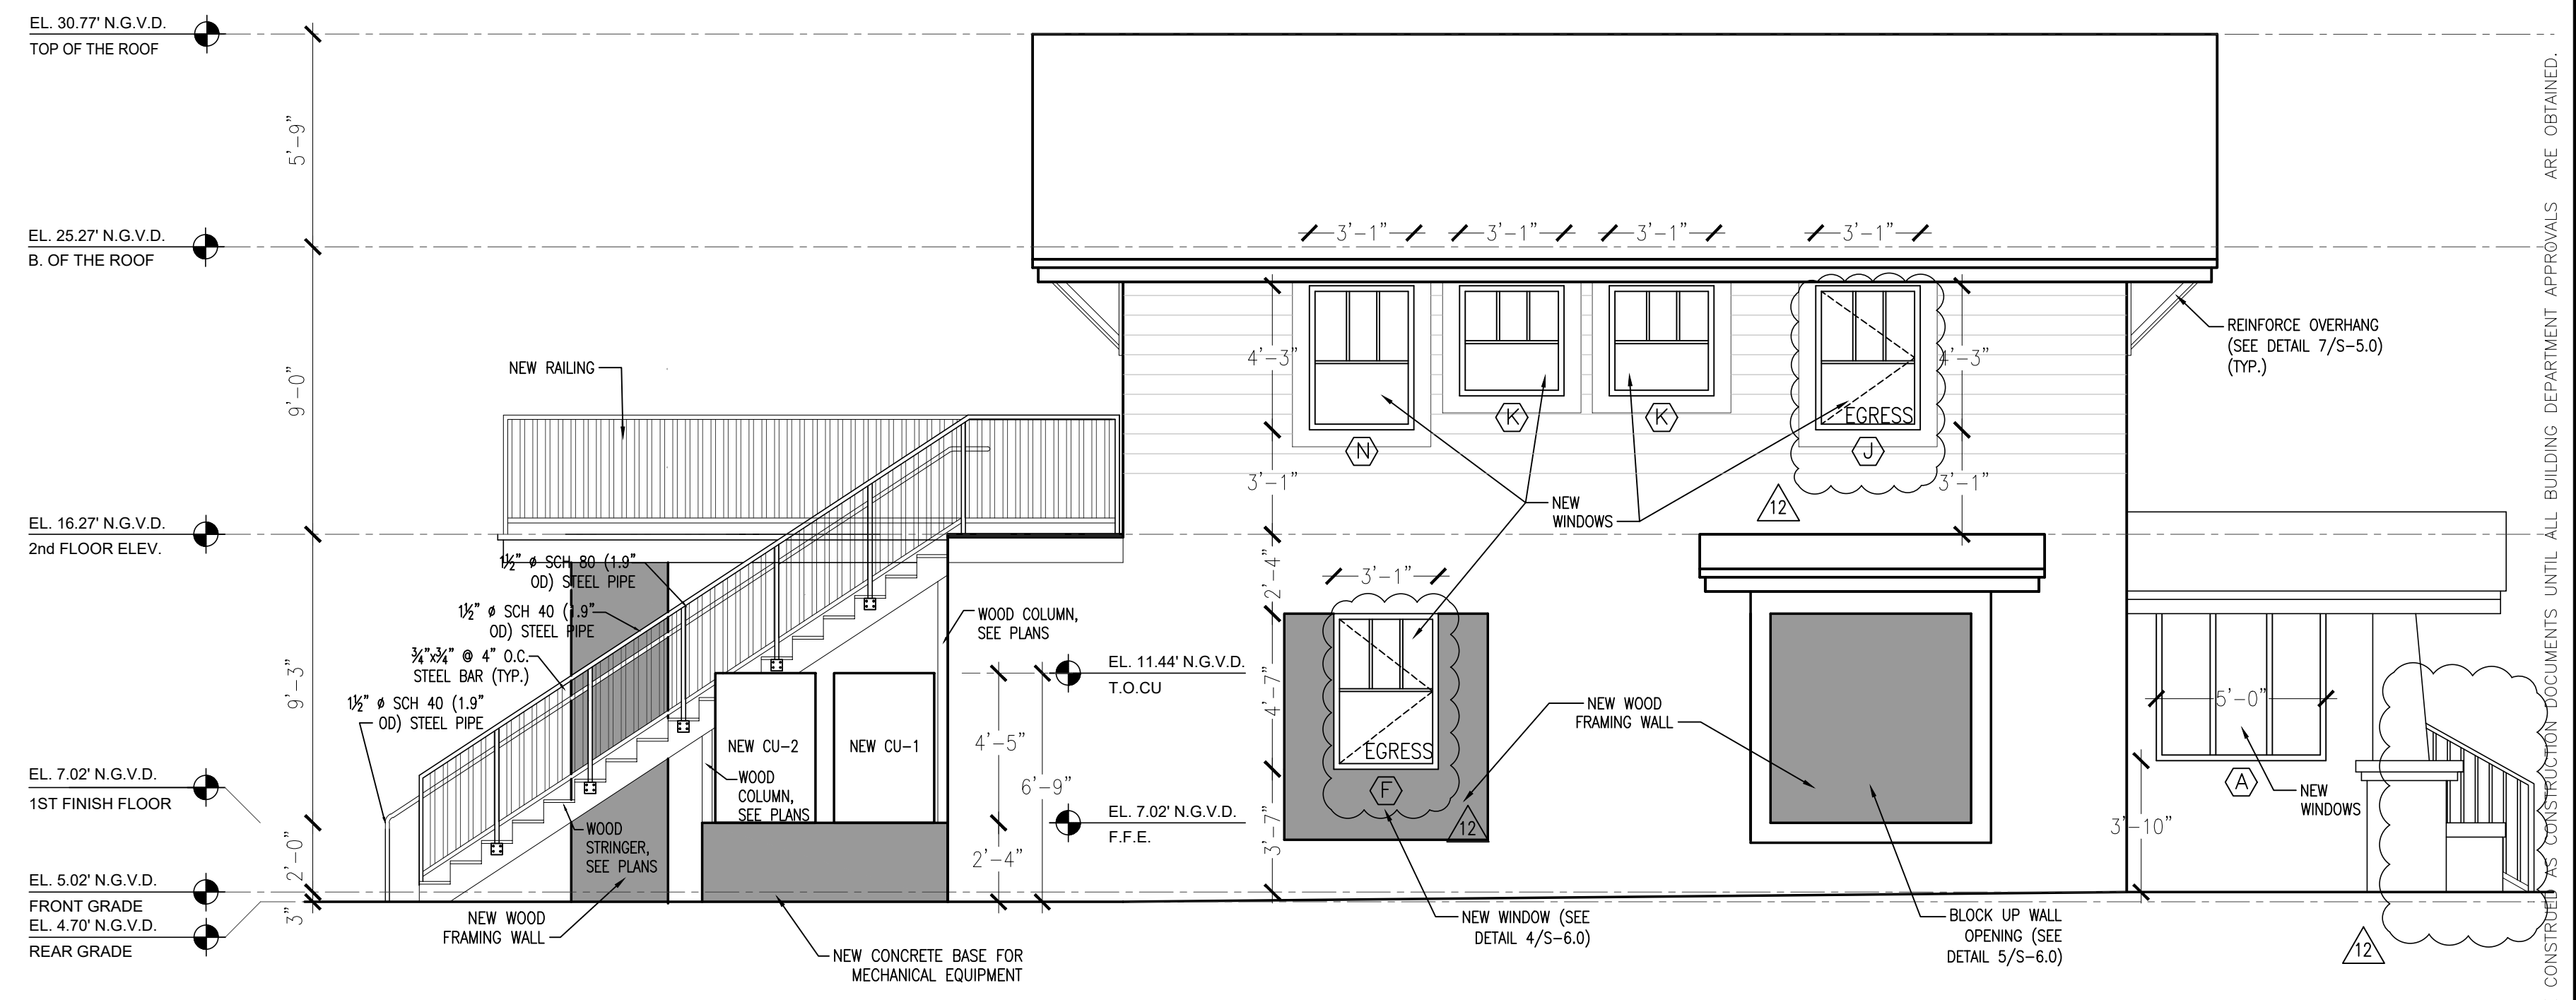 EL. 30.77' N.G.V.D.
TOP OF THE ROOF
5'-9"
EL. 25.27' N.G.V.D.
B. OF THE ROOF
9'-0"
EL. 16.27' N.G.V.D.
2nd FLOOR ELEV.
9'-3"
EL. 7.02' N.G.V.D.
1ST FINISH FLOOR
2'-0"
EL. 5.02' N.G.V.D.
FRONT GRADE
EL. 4.70' N.G.V.D.
REAR GRADE
3"
NEW RAILING
1½" ø SCH 80 (1.9"
OD) STEEL PIPE
1½" ø SCH 40 (1.9"
OD) STEEL PIPE
¾"x¾" @ 4" O.C.
STEEL BAR (TYP.)
1½" ø SCH 40 (1.9"
OD) STEEL PIPE
WOOD
STRINGER,
SEE PLANS
NEW WOOD
FRAMING WALL
NEW CU-2
NEW CU-1
WOOD
COLUMN,
SEE PLANS
WOOD COLUMN,
SEE PLANS
NEW CONCRETE BASE FOR
MECHANICAL EQUIPMENT
4'-5"
2'-4"
6'-9"
EL. 11.44' N.G.V.D.
T.O.CU
EL. 7.02' N.G.V.D.
F.F.E.
3'-1"
3'-1"
3'-1"
3'-1"
4'-3"
3'-1"
N
K
K
EGRESS
J
4'-3"
3'-1"
12
NEW
WINDOWS
2'-4"
4'-7"
3'-7"
3'-1"
EGRESS
F
12
NEW WOOD
FRAMING WALL
NEW WINDOW (SEE
DETAIL 4/S-6.0)
BLOCK UP WALL
OPENING (SEE
DETAIL 5/S-6.0)
REINFORCE OVERHANG
(SEE DETAIL 7/S-5.0)
(TYP.)
5'-0"
A
NEW
WINDOWS
3'-10"
12
CONSTRUED AS CONSTRUCTION DOCUMENTS UNTIL ALL BUILDING DEPARTMENT APPROVALS ARE OBTAINED.